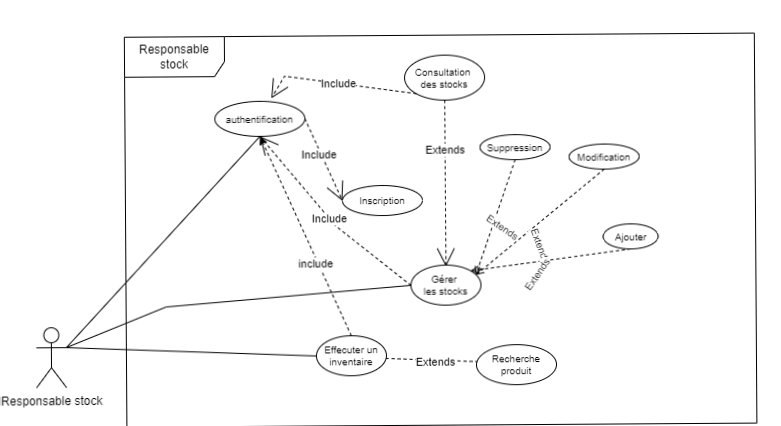 Responsable
stock
Consultation
des stocks
Include
authentification
Extends
Suppression
Modification
Include
Inscription
Include
Extends
Extend
Ajouter
include
Extends
Gérer
les stocks
Effecuter un
inventaire
Extends
Recherche
produit
Responsable stock